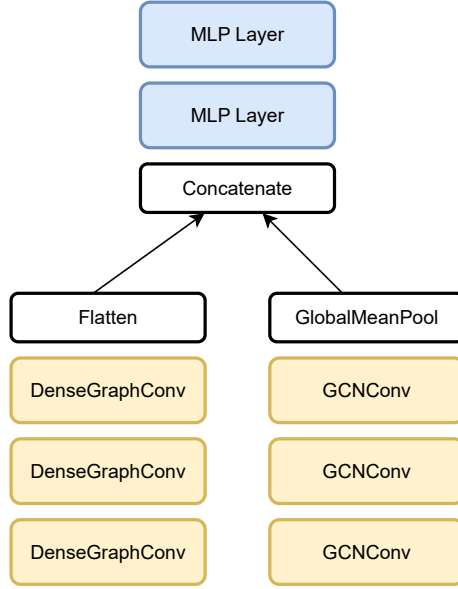 MLP Layer
MLP Layer
Concatenate
Flatten
GlobalMeanPool
DenseGraphConv
GCNConv
DenseGraphConv
GCNConv
DenseGraphConv
GCNConv